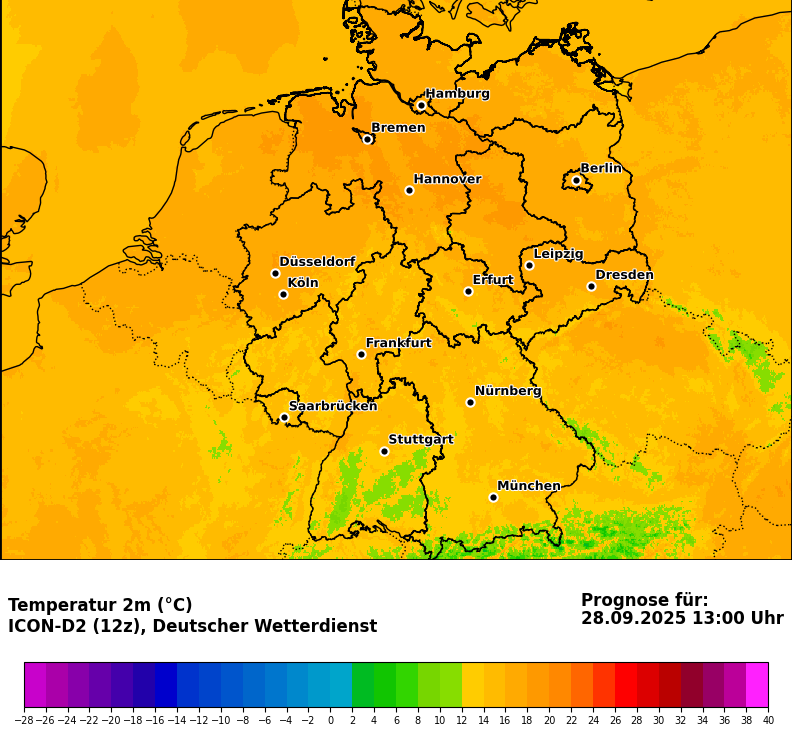 Hamburg
Bremen
Berlin
Hannover
Leipzig
Düsseldorf
Dresden
Köln
Erfurt
Frankfurt
Nürnberg
Saarbrücken
Stuttgart
München
Temperatur 2m (°C)
ICON-D2 (12z), Deutscher Wetterdienst
Prognose für:
28.09.2025 13:00 Uhr
−28 −26 −24 −22 −20 −18 −16 −14 −12 −10 −8 −6 −4 −2 0 2 4 6 8 10 12 14 16 18 20 22 24 26 28 30 32 34 36 38 40